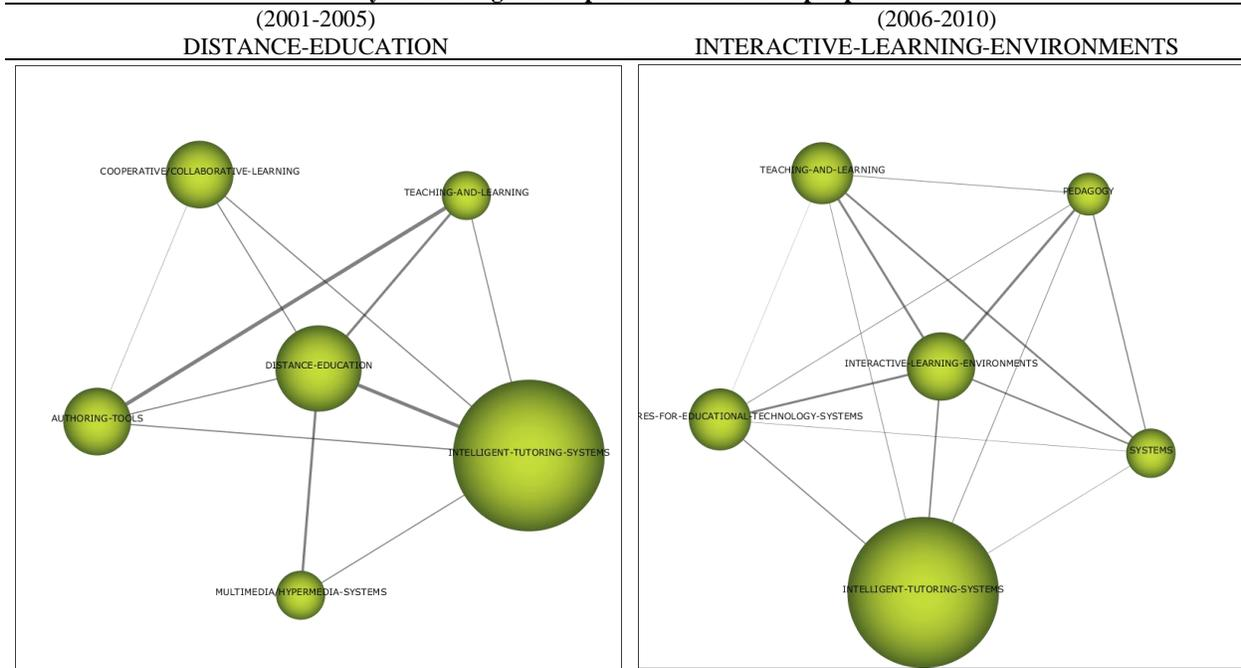 (2001-2005)
DISTANCE-EDUCATION
COOPERATIVE/COLLABORATIVE-LEARNING
TEACHING-AND-LEARNING
DISTANCE-EDUCATION
AUTHORING-TOOLS
INTELLIGENT-TUTORING-SYSTEMS
MULTIMEDIA/HYPERMEDIA-SYSTEMS
(2006-2010)
INTERACTIVE-LEARNING-ENVIRONMENTS
TEACHING-AND-LEARNING
PEDAGOGY
INTERACTIVE-LEARNING-ENVIRONMENTS
RES-FOR-EDUCATIONAL-TECHNOLOGY-SYSTEMS
SYSTEMS
INTELLIGENT-TUTORING-SYSTEMS